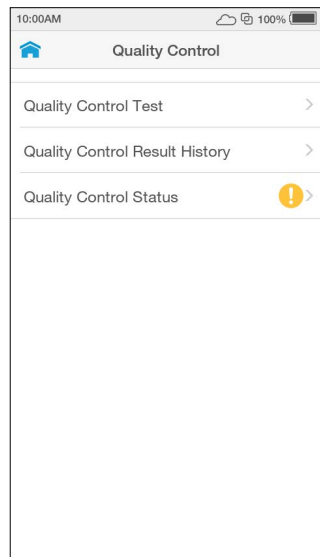 10:00AM 100%
Quality Control
Quality Control Test
Quality Control Result History
Quality Control Status